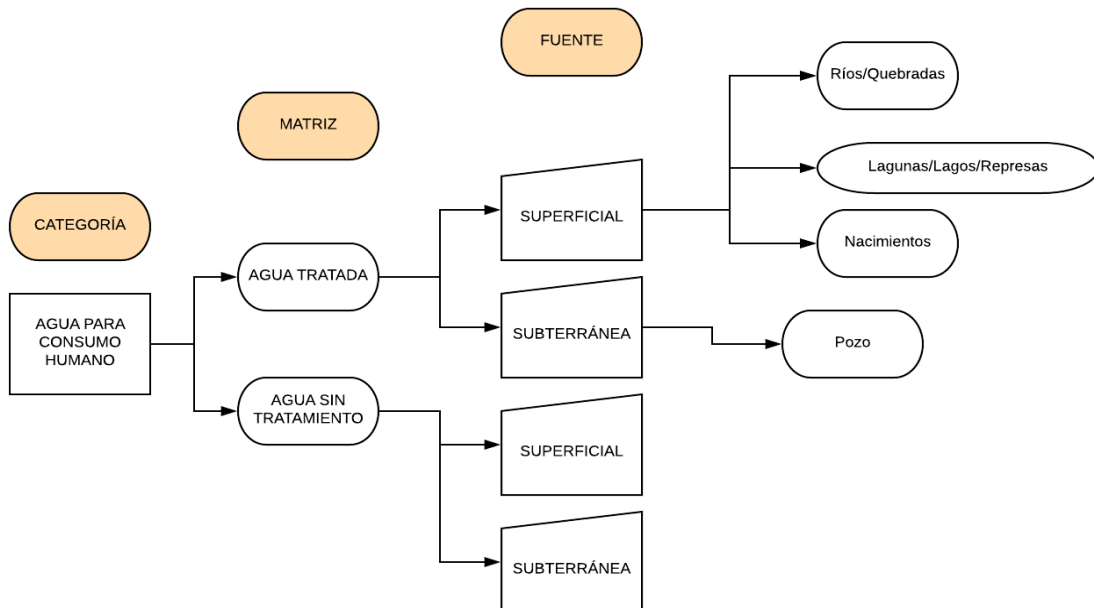 FUENTE
Ríos/Quebradas
MATRIZ
Lagunas/Lagos/Represas
CATEGORÍA
SUPERFICIAL
Nacimientos
AGUA TRATADA
AGUA PARA
CONSUMO
HUMANO
SUBTERRÁNEA
Pozo
AGUA SIN
TRATAMIENTO
SUPERFICIAL
SUBTERRÁNEA